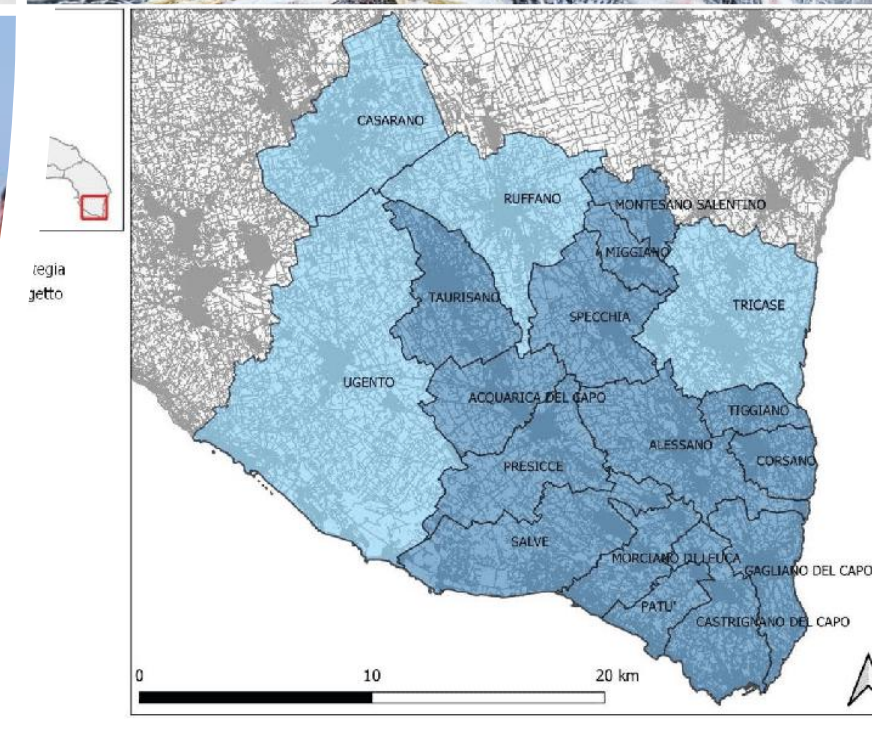 CASARANO
RUFFANO
MONTESANO SALENTINO
MIGGIANO
TAURISANO
TRICASE
SPECCHIA
UGENTO
ACQUARICA DEL CAPO
TIGGIANO
ALESSANO
CORSANO
PRESICCE
SALVE
MORCIANO DI LEUCA
GAGLIANO DEL CAPO
PATU'
CASTRIGNANO DEL CAPO
getto
0 10 20 km